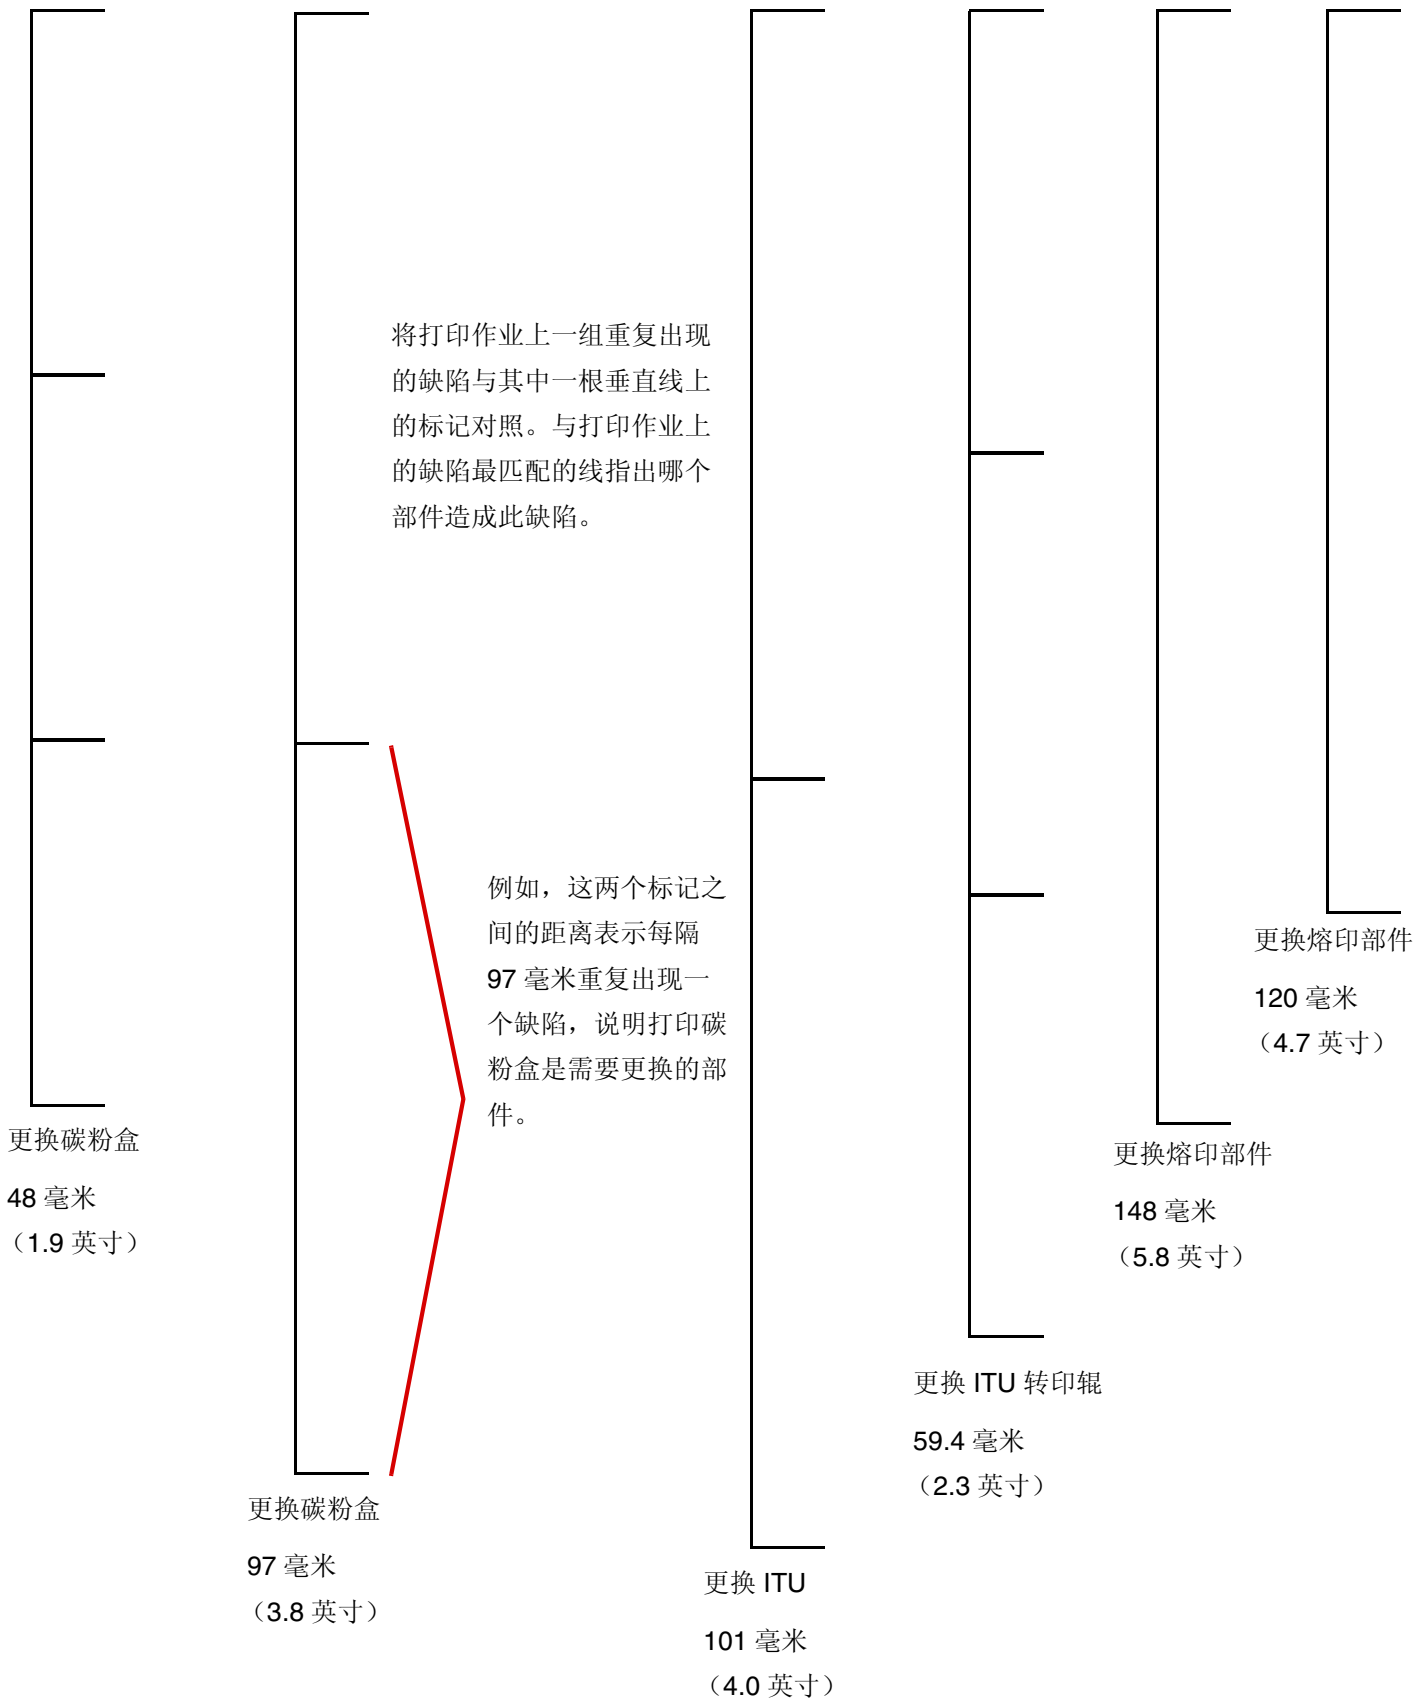 将打印作业上一组重复出现
的缺陷与其中一根垂直线上
的标记对照。与打印作业上
的缺陷最匹配的线指出哪个
部件造成此缺陷。
例如，这两个标记之
间的距离表示每隔
97 毫米重复出现一
个缺陷，说明打印碳
粉盒是需要更换的部
件。
更换碳粉盒
48 毫米
（1.9 英寸）
更换碳粉盒
97 毫米
（3.8 英寸）
更换 ITU
101 毫米
（4.0 英寸）
更换 ITU 转印辊
59.4 毫米
（2.3 英寸）
更换熔印部件
148 毫米
（5.8 英寸）
更换熔印部件
120 毫米
（4.7 英寸）